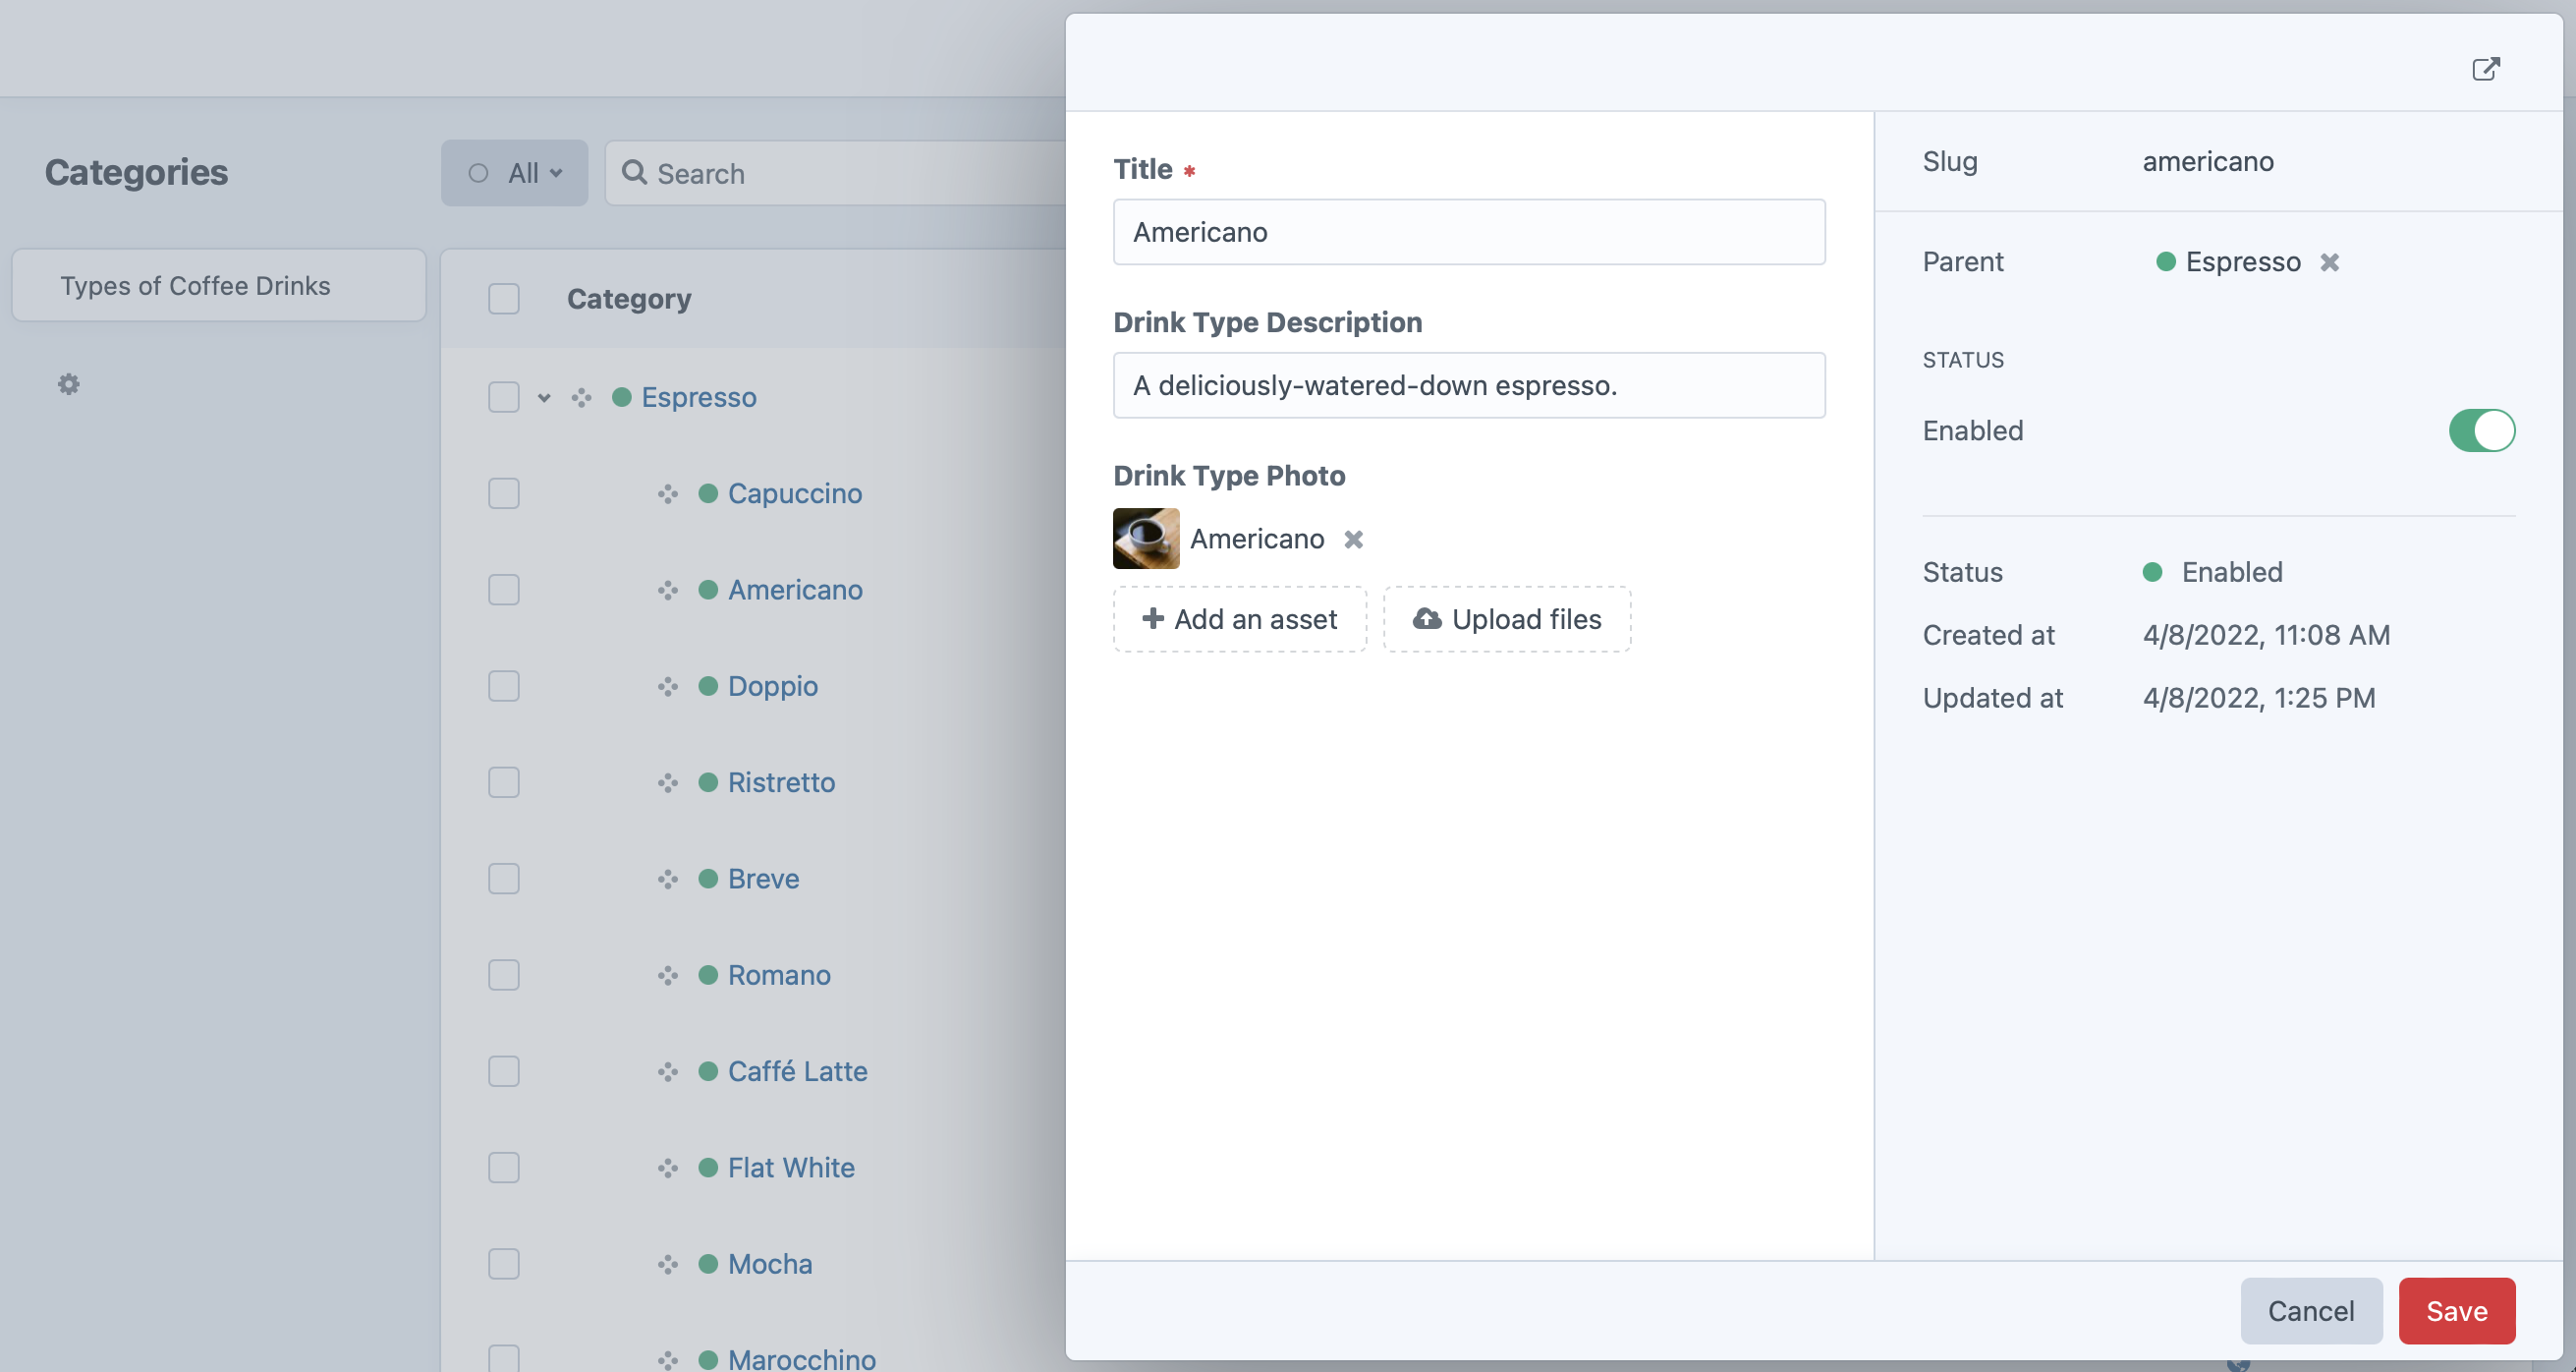 Categories
All
Search
Types of Coffee Drinks
Category
Espresso
Capuccino
Americano
Doppio
Ristretto
Breve
Romano
Caffé Latte
Flat White
Mocha
Marocchino
Title *
Americano
Drink Type Description
A deliciously-watered-down espresso.
Drink Type Photo
Americano
Add an asset
Upload files
Slug americano
Parent Espresso
STATUS
Enabled
Status Enabled
Created at 4/8/2022, 11:08 AM
Updated at 4/8/2022, 1:25 PM
Cancel
Save